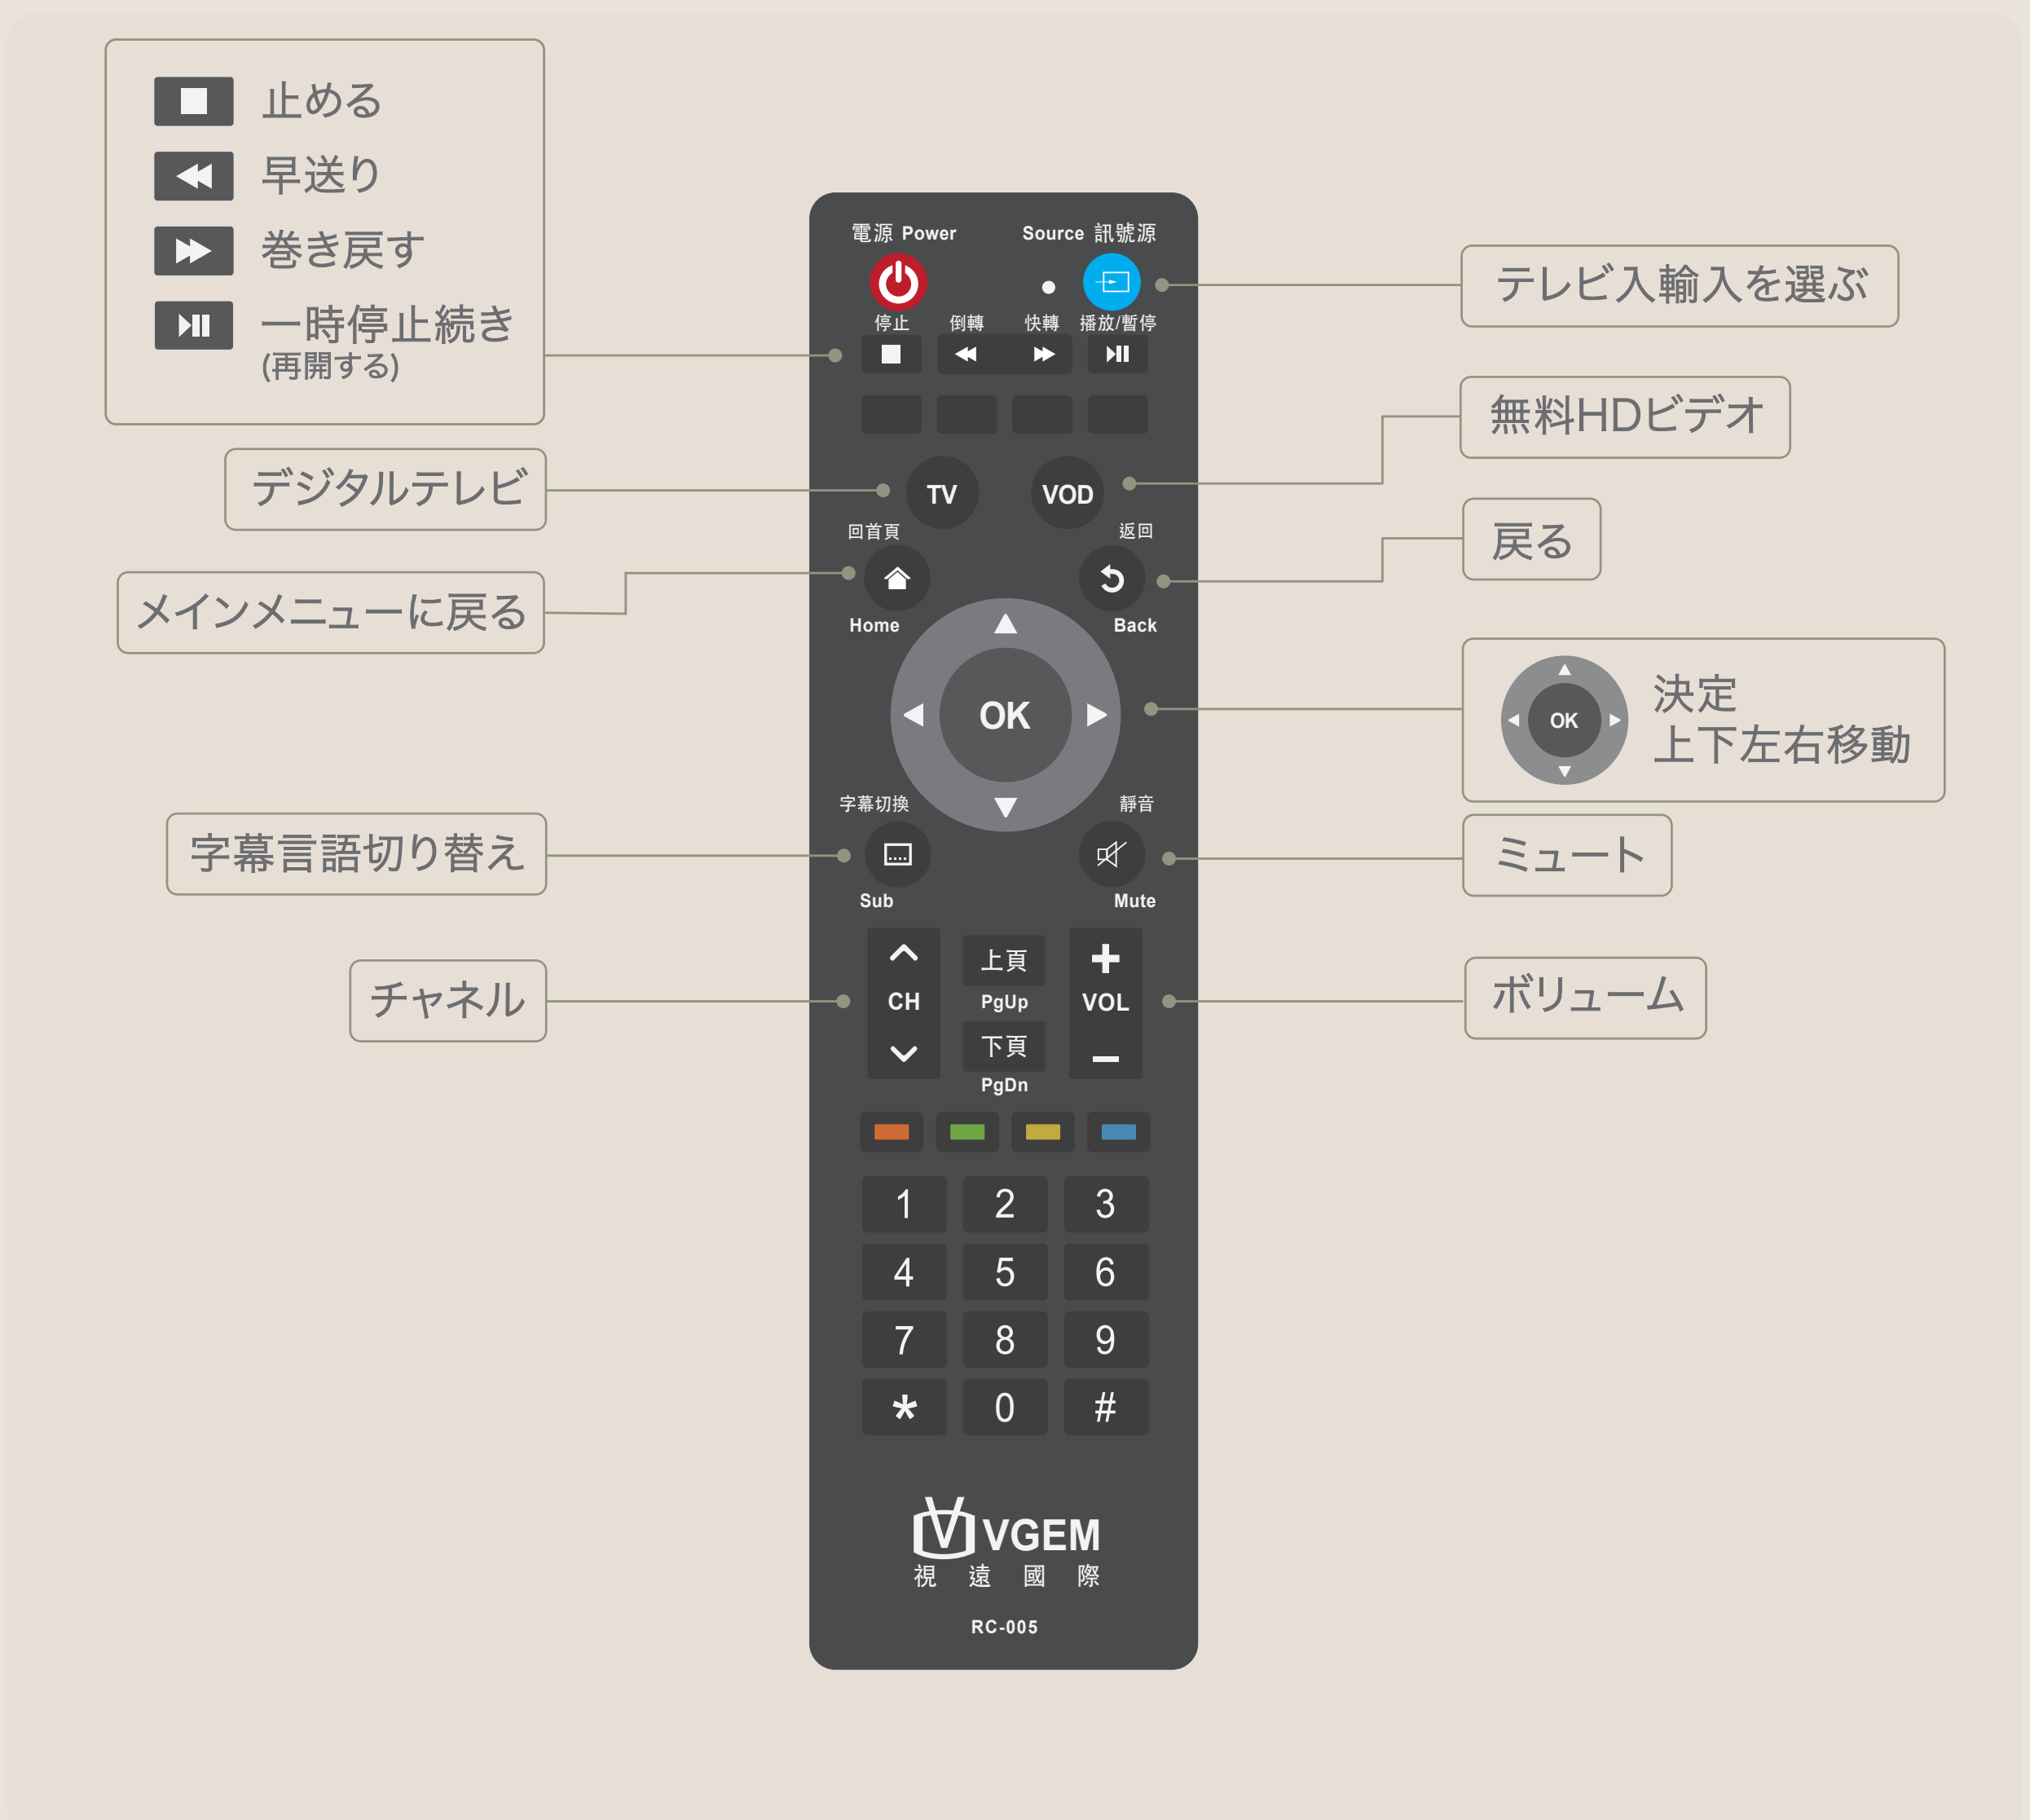 止める
早送り
巻き戻す
一時停止続き
(再開する)
デジタルテレビ
メインメニューに戻る
字幕言語切り替え
チャネル
電源 Power
Source 訊號源
停止 倒轉 快轉 播放/暫停
TV VOD
回首頁 返回
Home Back
OK
字幕切換 靜音
Sub Mute
上頁
CH PgUp VOL
下頁
PgDn
1 2 3
4 5 6
7 8 9
* 0 #
V VGEM
視遠國際
RC-005
テレビ入輸入を選ぶ
無料HDビデオ
戻る
OK
決定
上下左右移動
ミュート
ボリューム